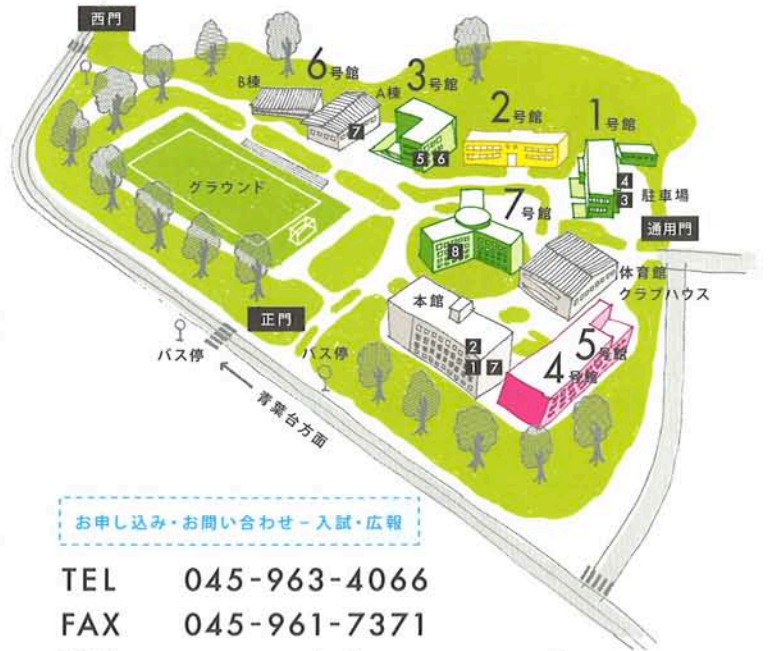 西門
B棟
6号館
A棟
3号館
2号館
1号館
7
5 6
4
3
駐車場
グラウンド
7号館
通用門
8
体育館
クラブハウス
本館
正門
2
1 7
5号館
4号館
バス停
バス停
←青葉台方面
お申し込み・お問い合わせ－入試・広報
TEL 045-963-4066
FAX 045-961-7371